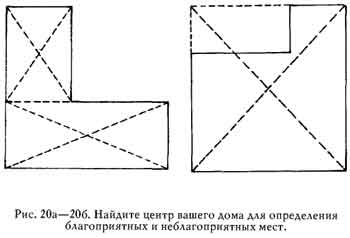 Рис. 20а—20б. Найдите центр вашего дома для определения
благоприятных и неблагоприятных мест.